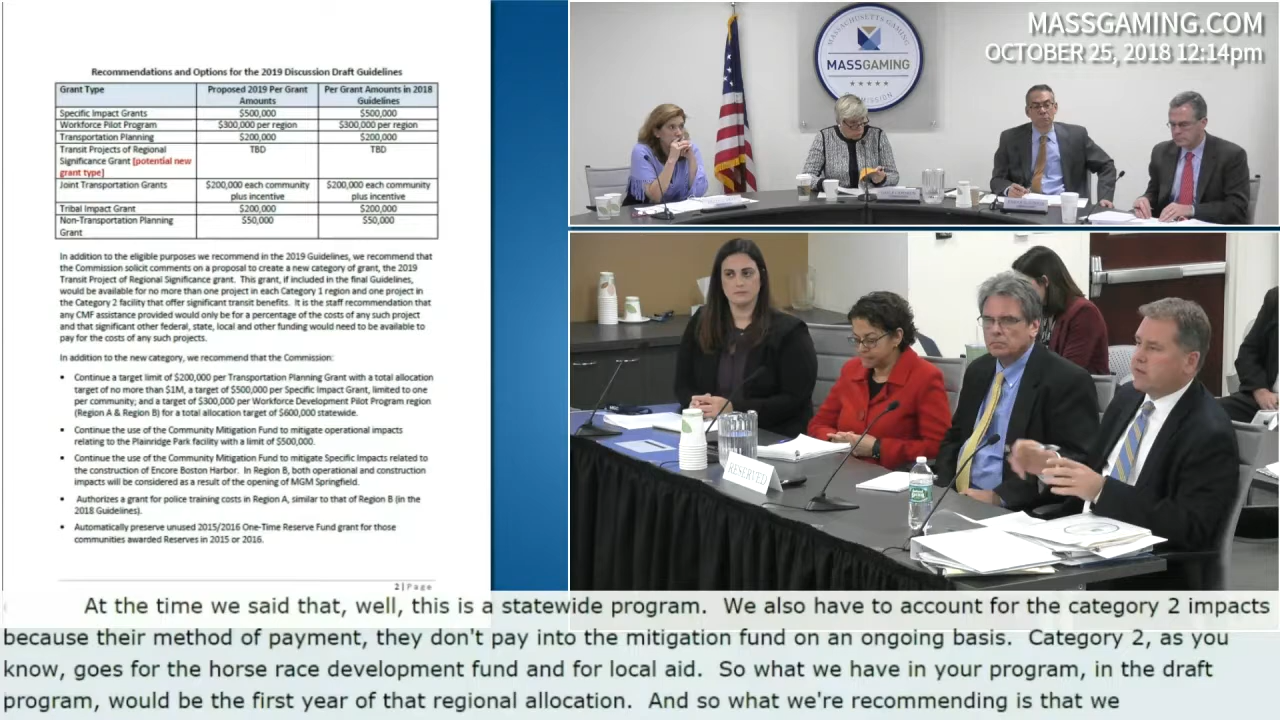 Recommendations and Options for the 2019 Discussion Draft Guidelines
Grant Type
Proposed 2019 Per Grant Amounts
Per Grant Amounts in 2018 Guidelines
Specific Impact Grants $500,000 $500,000
Workforce Pilot Program $300,000 per region $300,000 per region
Transportation Planning $200,000 $200,000
Transit Projects of Regional TBD TBD
Significance Grant [potential new
grant type]
Joint Transportation Grants $200,000 each community $200,000 each community
plus incentive plus incentive
Tribal Impact Grant $200,000 $200,000
Non-Transportation Planning $50,000 $50,000
Grant
In addition to the eligible purposes we recommend in the 2019 Guidelines, we recommend that
the Commission solicit comments on a proposal to create a new category of grant, the 2019
Transit Project of Regional Significance grant. This grant, if included in the final Guidelines,
would be available for no more than one project in each Category 1 region and one project in
the Category 2 facility that offer significant transit benefits. It is the staff recommendation that
any CMF assistance provided would only be for a percentage of the costs of any such project
and that significant other federal, state, local and other funding would need to be available to
pay for the costs of any such projects.
In addition to the new category, we recommend that the Commission:
• Continue a target limit of $200,000 per Transportation Planning Grant with a total allocation
target of no more than $1M, a target of $500,000 per Specific Impact Grant, limited to one
per community; and a target of $300,000 per Workforce Development Pilot Program region
(Region A & Region B) for a total allocation target of $600,000 statewide.
• Continue the use of the Community Mitigation Fund to mitigate operational impacts
relating to the Plainridge Park facility with a limit of $500,000.
• Continue the use of the Community Mitigation Fund to mitigate Specific Impacts related to
the construction of Encore Boston Harbor. In Region B, both operational and construction
impacts will be considered as a result of the opening of MGM Springfield.
• Authorizes a grant for police training costs in Region A, similar to that of Region B (in the
2018 Guidelines).
• Automatically preserve unused 2015/2016 One-Time Reserve Fund grant for those
communities awarded Reserves in 2015 or 2016.
2 | Page
MASSGAMING.COM
OCTOBER 25, 2018 12:14pm
MASSACHUSETTS GAMING
MASSGAMING
COMMISSION
RESERVED
At the time we said that, well, this is a statewide program. We also have to account for the category 2 impacts
because their method of payment, they don't pay into the mitigation fund on an ongoing basis. Category 2, as you
know, goes for the horse race development fund and for local aid. So what we have in your program, in the draft
program, would be the first year of that regional allocation. And so what we're recommending is that we